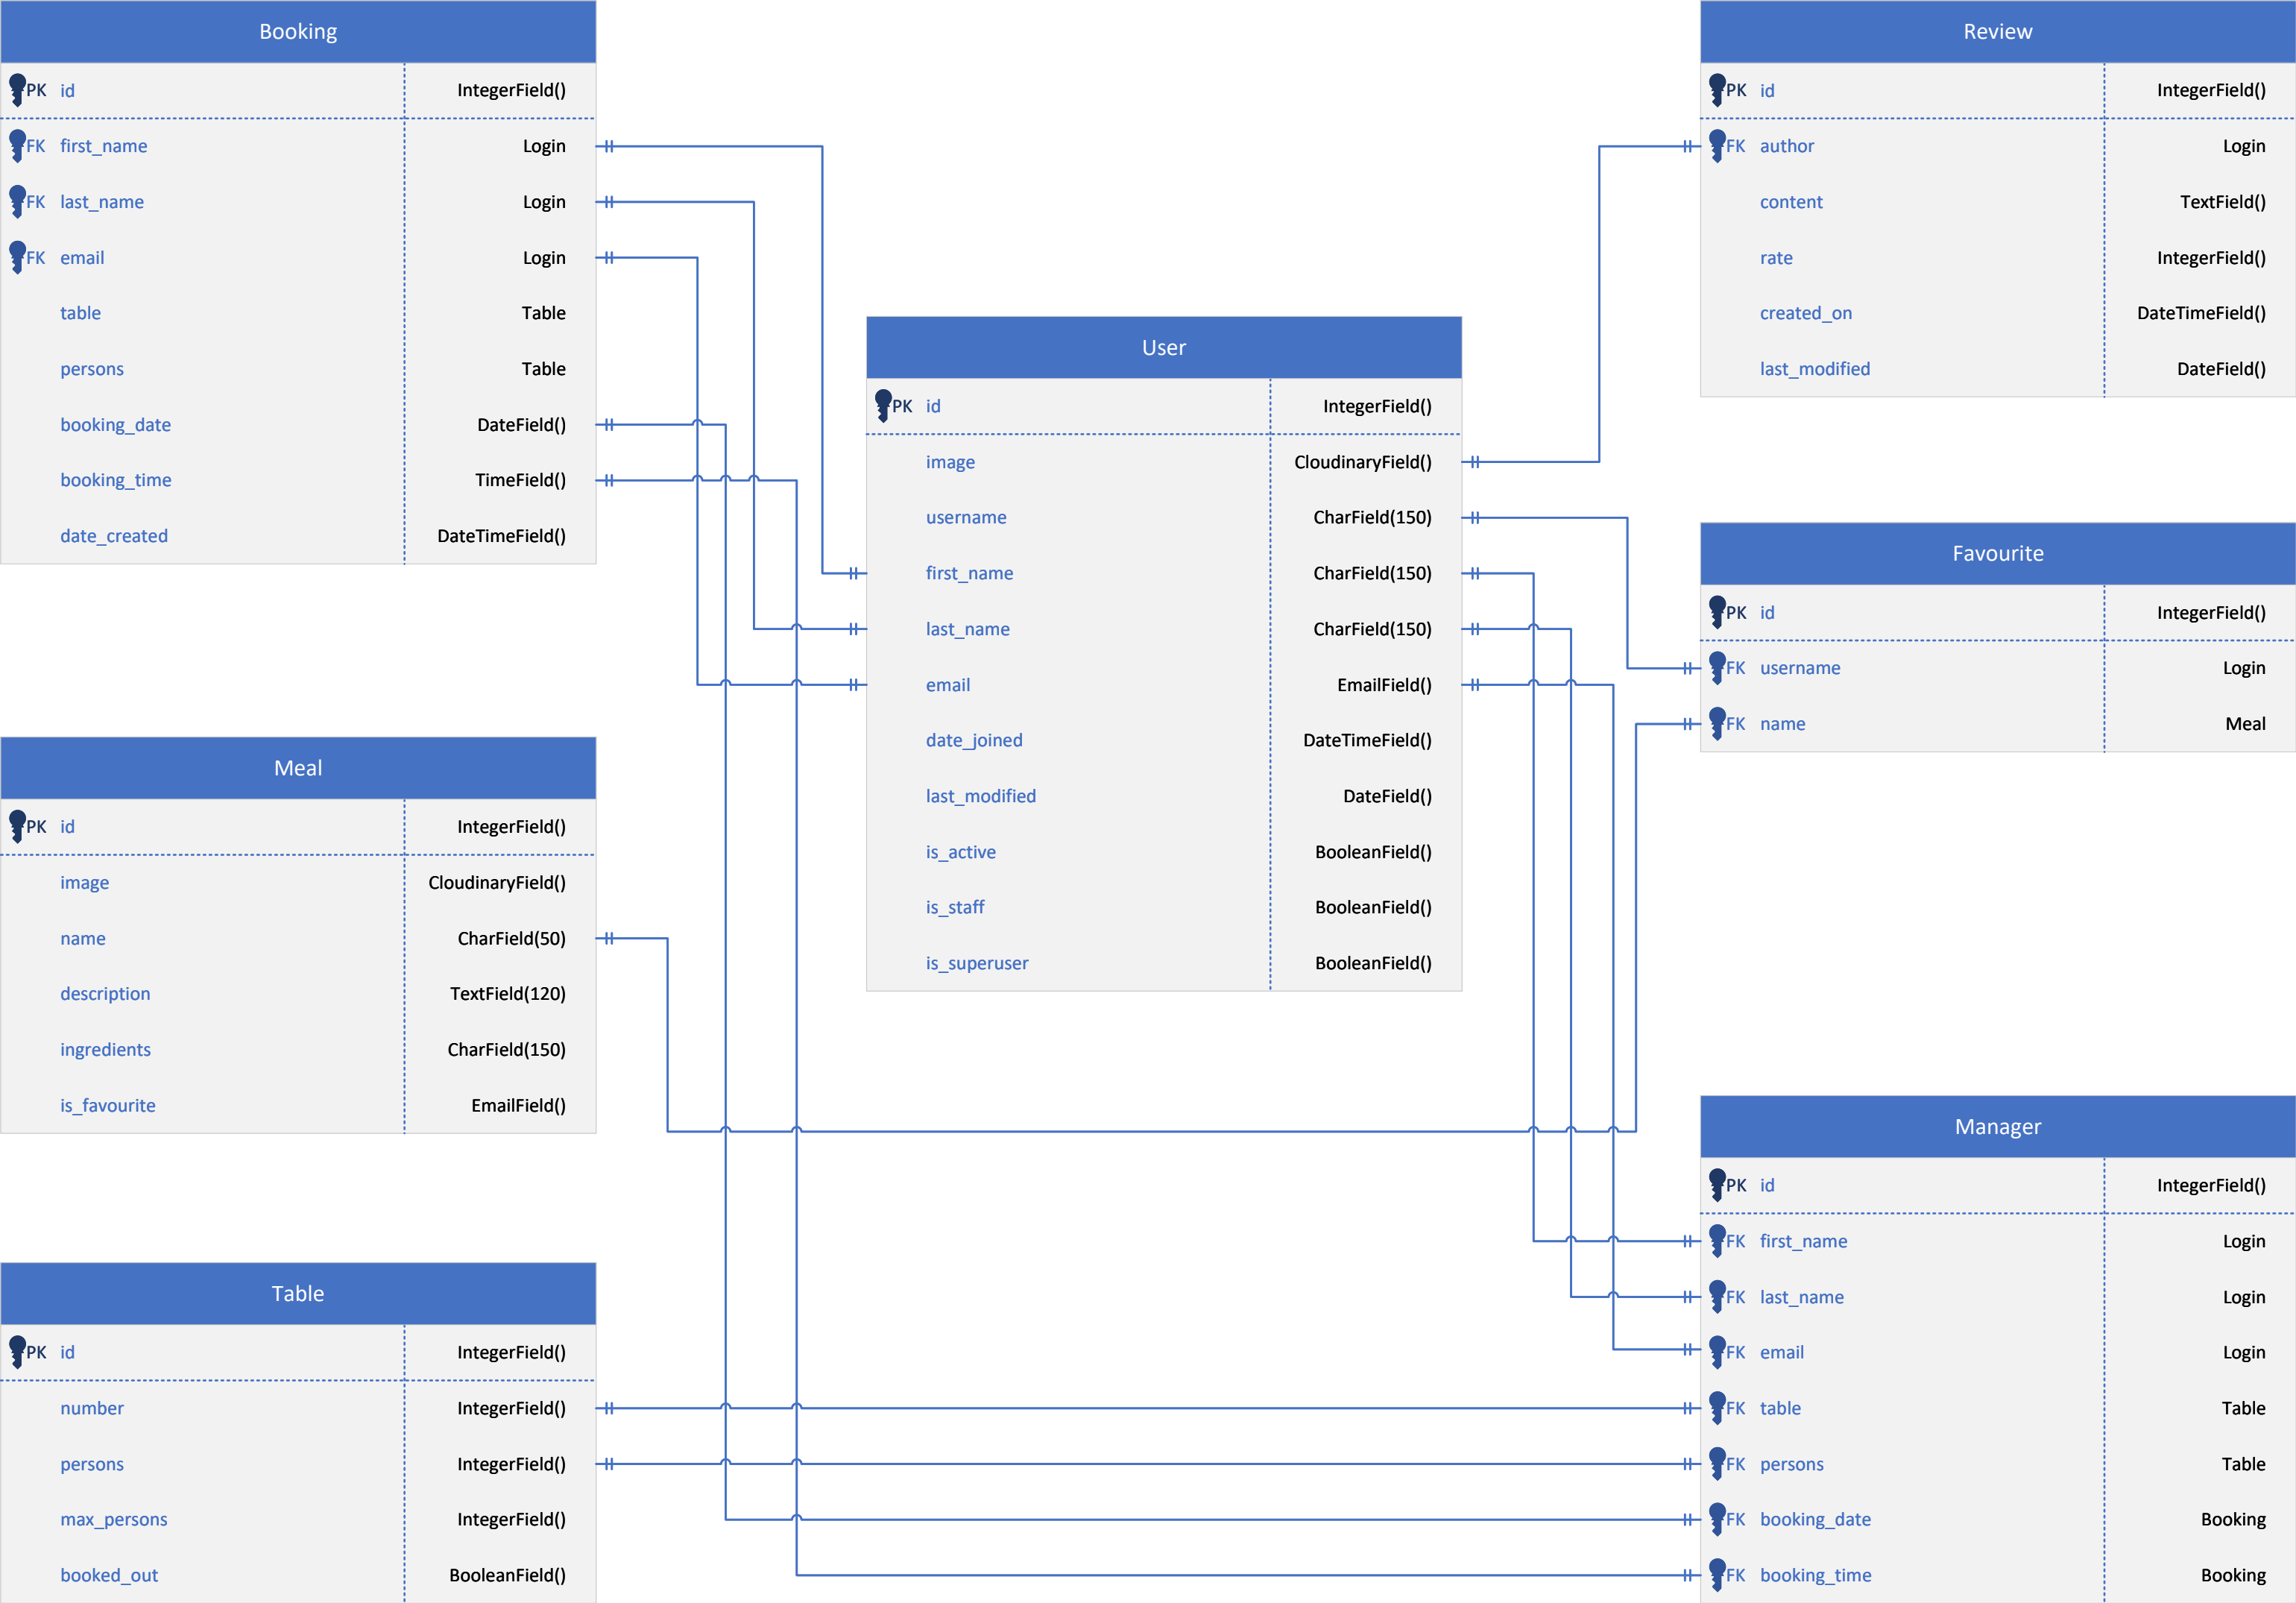 Booking
PK id IntegerField()
FK first_name Login
FK last_name Login
FK email Login
table Table
persons Table
booking_date DateField()
booking_time TimeField()
date_created DateTimeField()
Meal
PK id IntegerField()
image CloudinaryField()
name CharField(50)
description TextField(120)
ingredients CharField(150)
is_favourite EmailField()
Table
PK id IntegerField()
number IntegerField()
persons IntegerField()
max_persons IntegerField()
booked_out BooleanField()
User
PK id IntegerField()
image CloudinaryField()
username CharField(150)
first_name CharField(150)
last_name CharField(150)
email EmailField()
date_joined DateTimeField()
last_modified DateField()
is_active BooleanField()
is_staff BooleanField()
is_superuser BooleanField()
Review
PK id IntegerField()
FK author Login
content TextField()
rate IntegerField()
created_on DateTimeField()
last_modified DateField()
Favourite
PK id IntegerField()
FK username Login
FK name Meal
Manager
PK id IntegerField()
FK first_name Login
FK last_name Login
FK email Login
FK table Table
FK persons Table
FK booking_date Booking
FK booking_time Booking